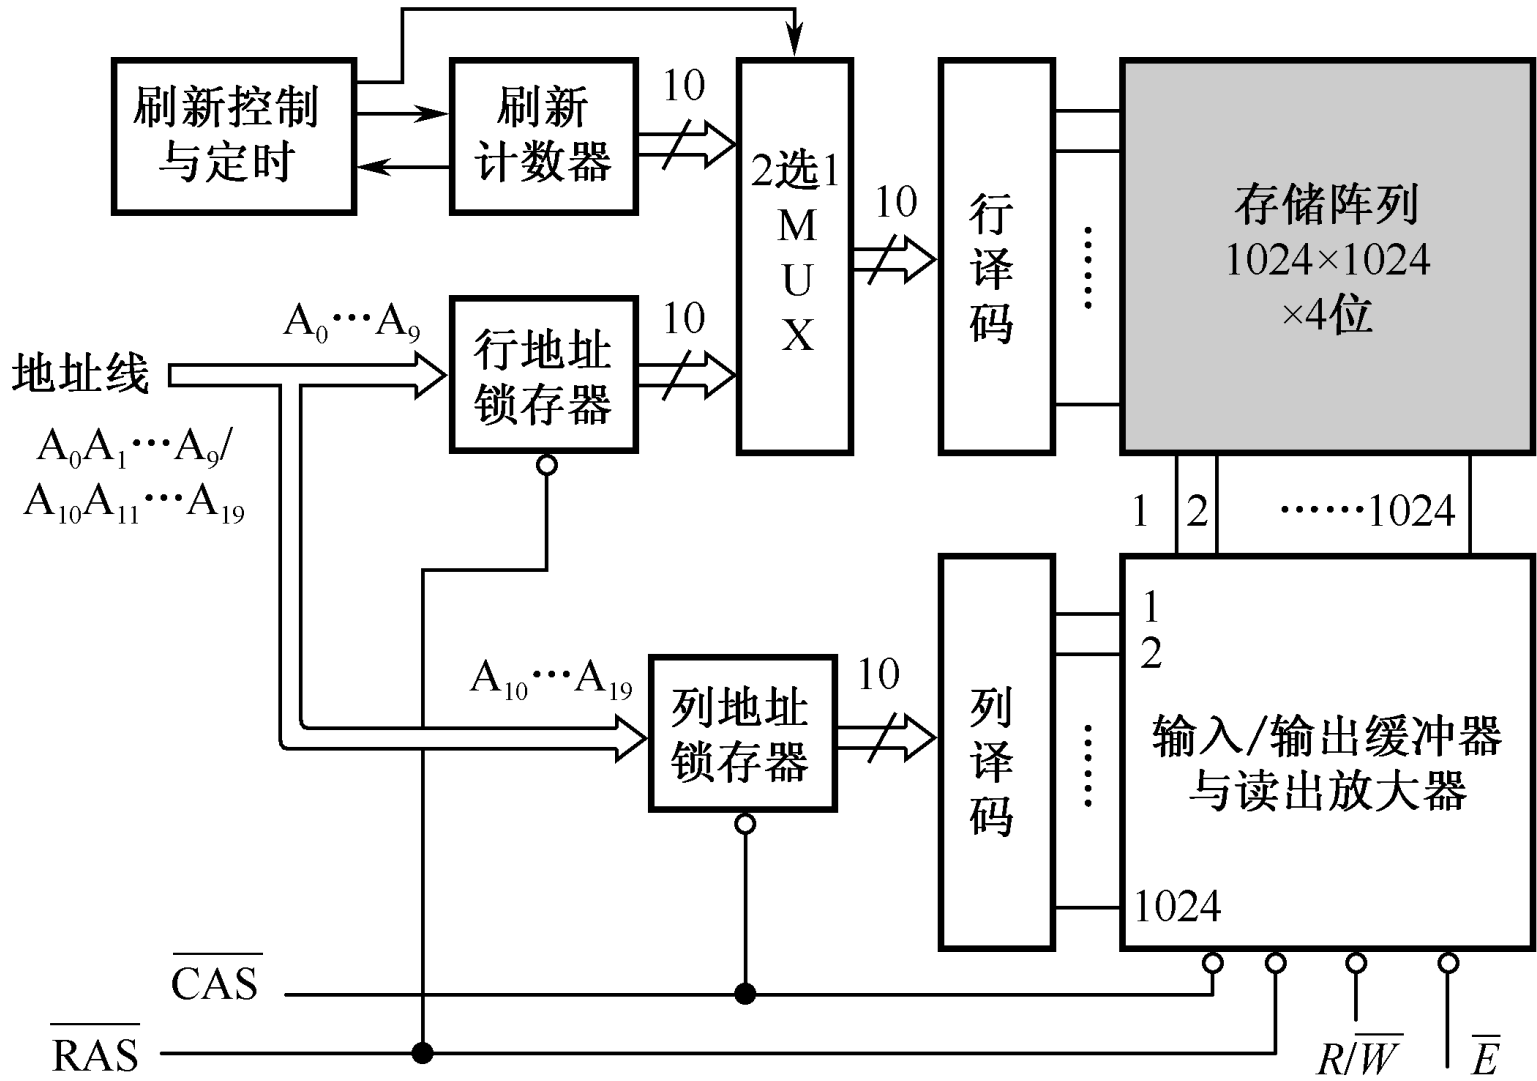 刷新控制
与定时
刷新
计数器
10
2选1
M
U
X
10
行
译
码
......
存储阵列
1024×1024
×4位
地址线
A₀A₁…A₉/
A₁₀A₁₁…A₁₉
A₀…A₉
行地址
锁存器
10
1
2
……1024
A₁₀…A₁₉
列地址
锁存器
10
列
译
码
......
1
2
1024
输入/输出缓冲器
与读出放大器
C̅A̅S̅
R̅A̅S̅
R/W̅
E̅